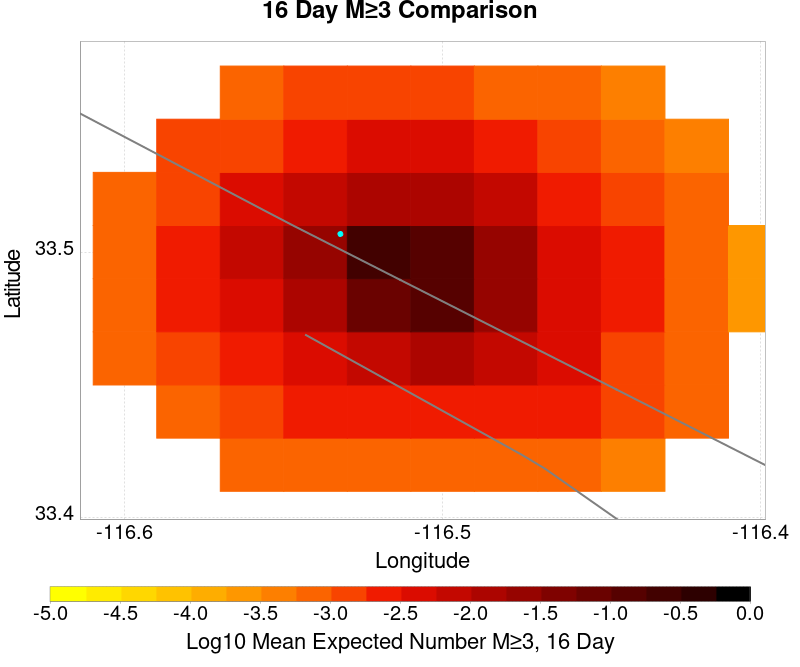 16 Day M≥3 Comparison
Latitude
33.5
33.4
-116.6 -116.5 -116.4
Longitude
-5.0 -4.5 -4.0 -3.5 -3.0 -2.5 -2.0 -1.5 -1.0 -0.5 0.0
Log10 Mean Expected Number M≥3, 16 Day